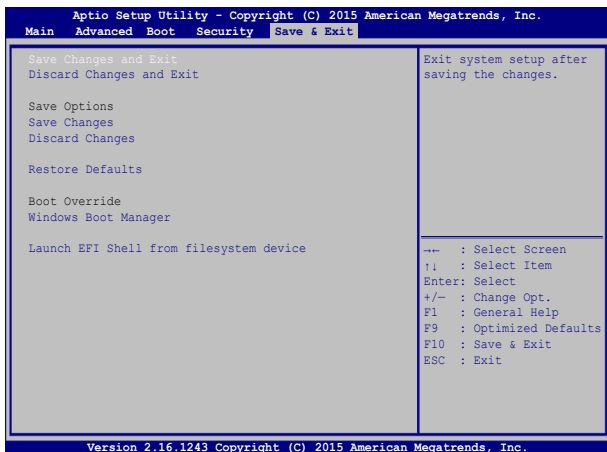 Aptio Setup Utility - Copyright (C) 2015 American Megatrends, Inc.
Main Advanced Boot Security Save & Exit
Save Changes and Exit
Discard Changes and Exit
Save Options
Save Changes
Discard Changes
Restore Defaults
Boot Override
Windows Boot Manager
Launch EFI Shell from filesystem device
Exit system setup after
saving the changes.
→← : Select Screen
↑↓ : Select Item
Enter: Select
+/— : Change Opt.
F1 : General Help
F9 : Optimized Defaults
F10 : Save & Exit
ESC : Exit
Version 2.16.1243 Copyright (C) 2015 American Megatrends, Inc.